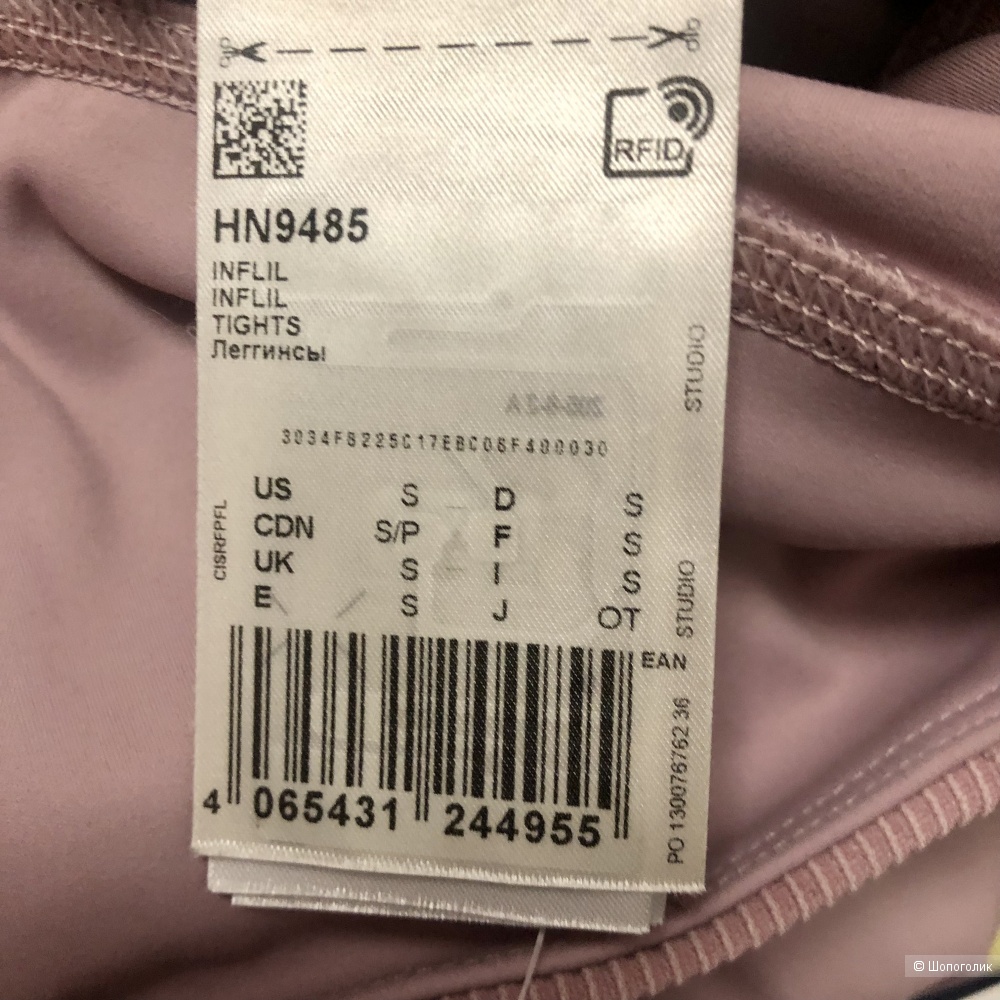 RFID
HN9485
INFLIL
INFLIL
TIGHTS
Леггинсы
STUDIO
3034F8225C17EBC06F400030
US S D S
CDN S/P F S
UK S I S
E S J OT
CISRFPFL
STUDIO
EAN
4 065431 244955
PO 130076762 36
© Шопоголик